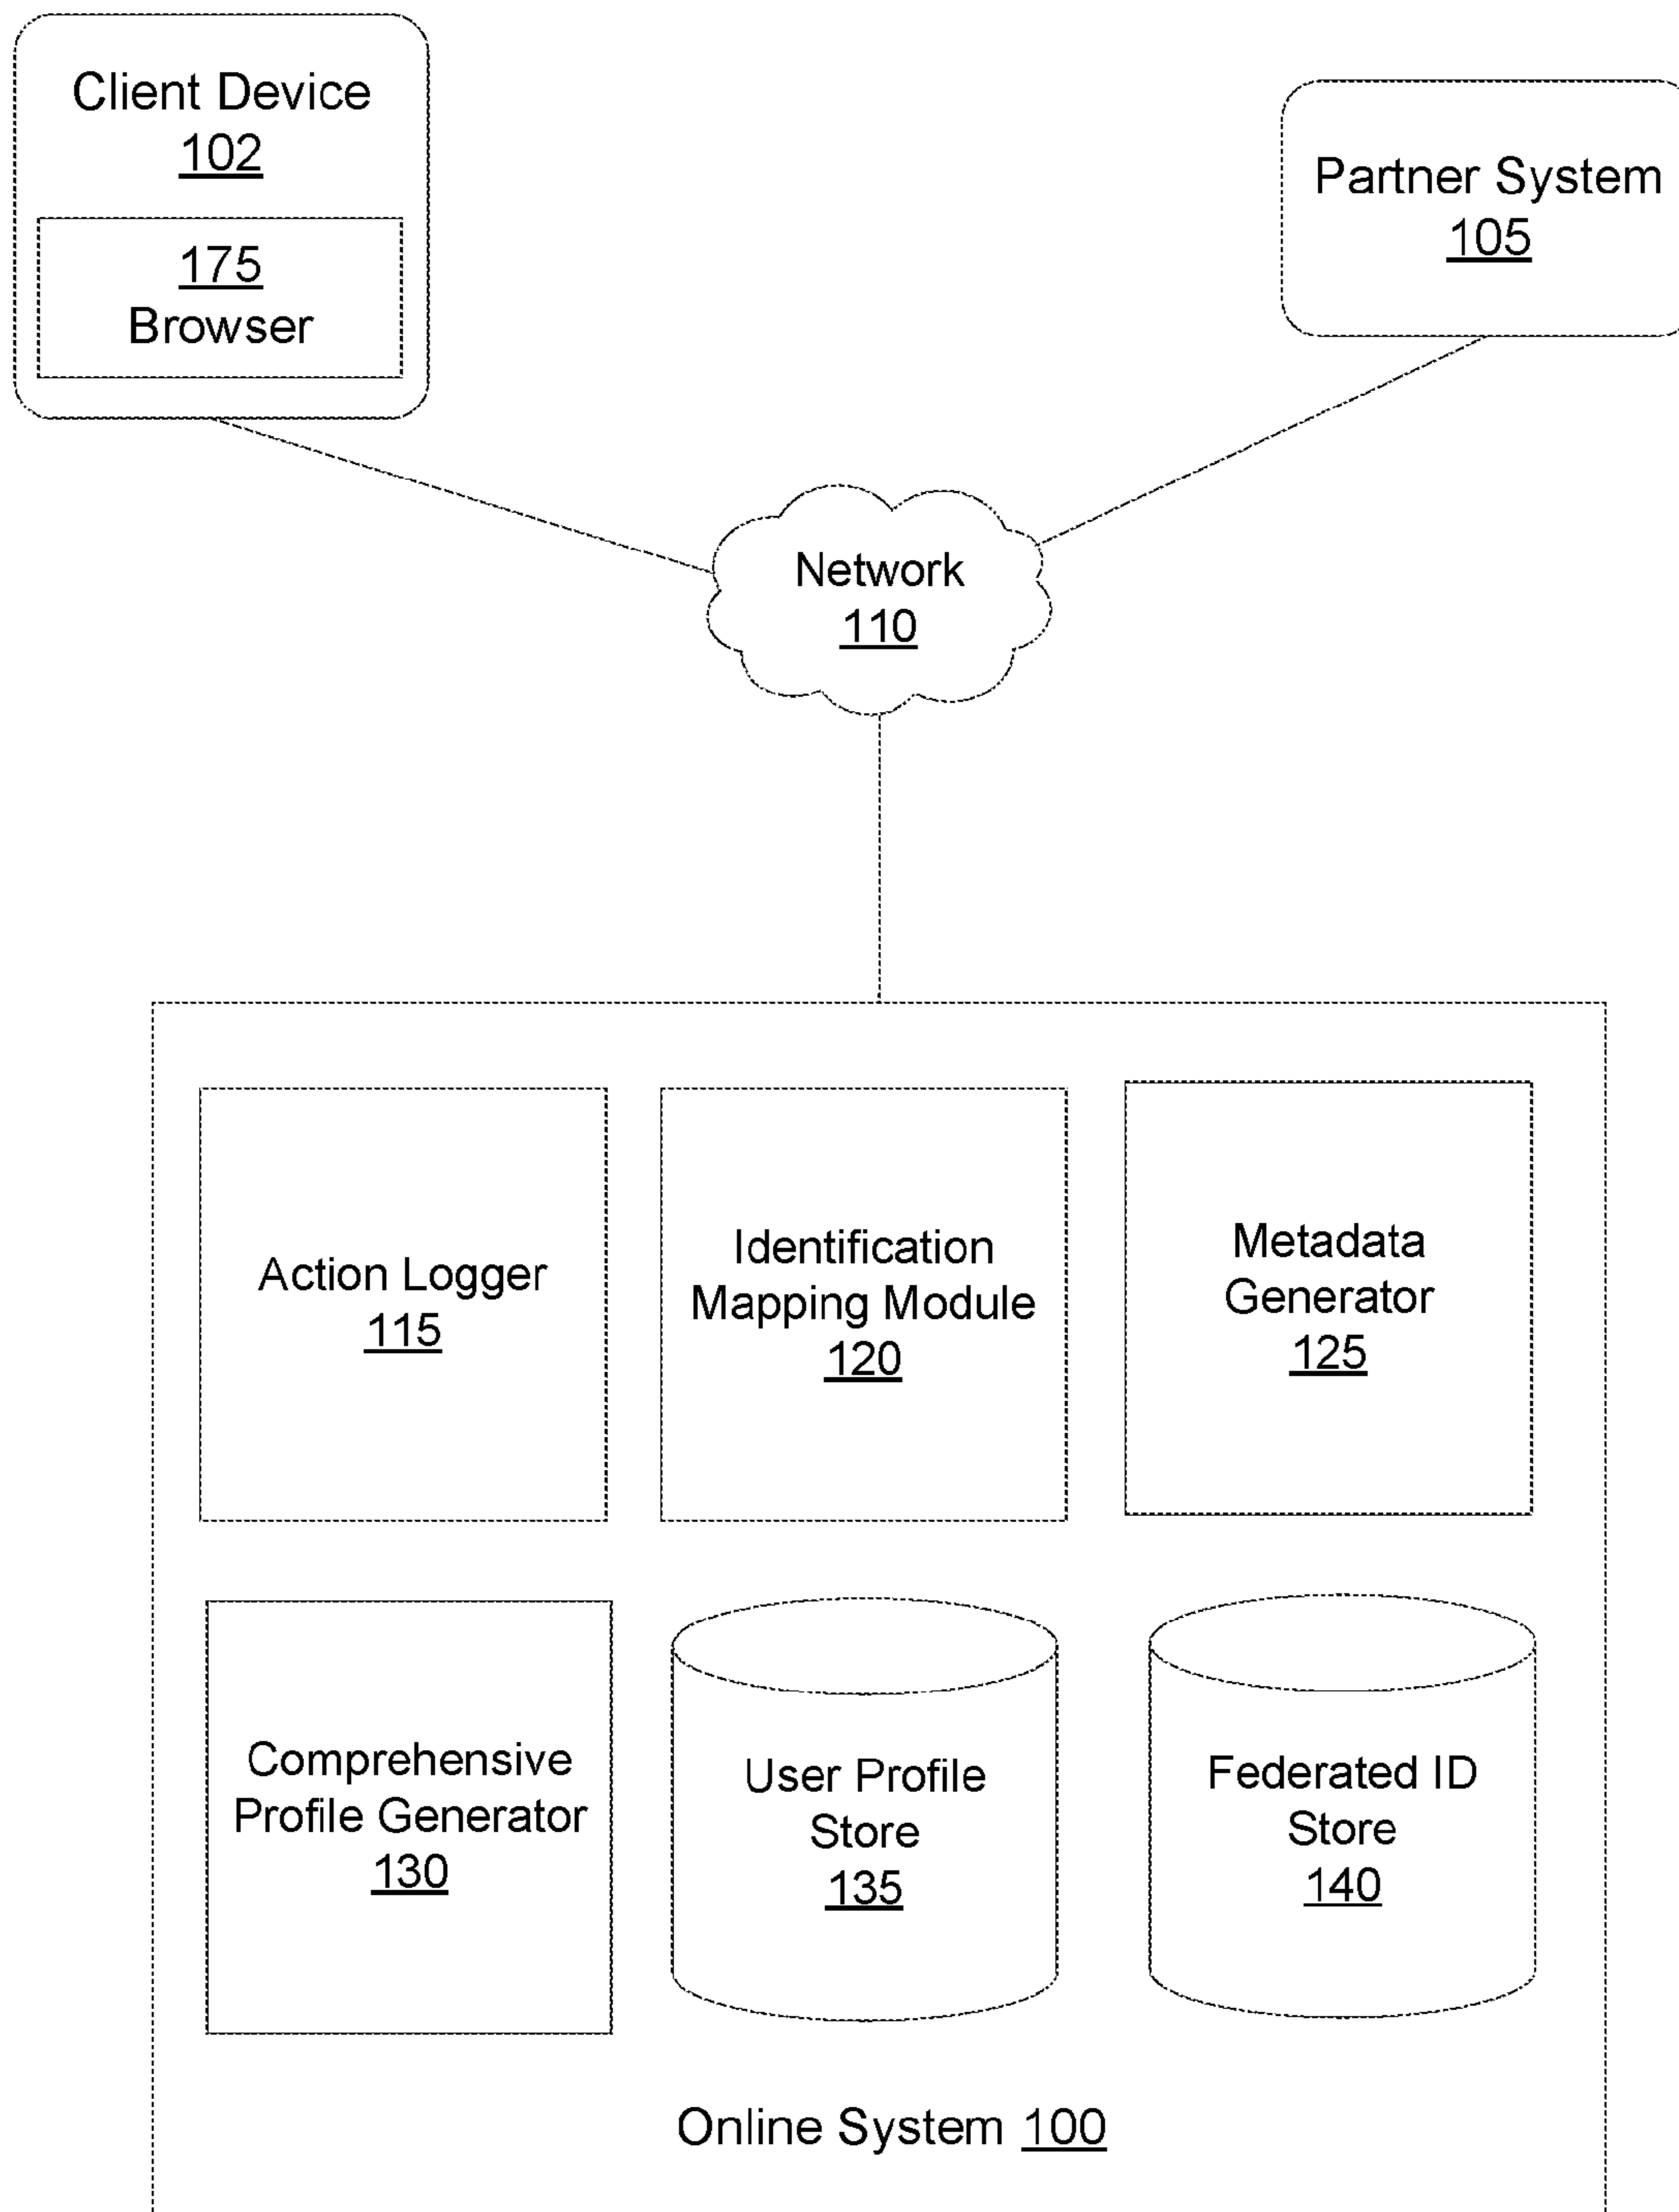 Client Device
102
175
Browser
Partner System
105
Network
110
Action Logger
115
Identification
Mapping Module
120
Metadata
Generator
125
Comprehensive
Profile Generator
130
User Profile
Store
135
Federated ID
Store
140
Online System 100